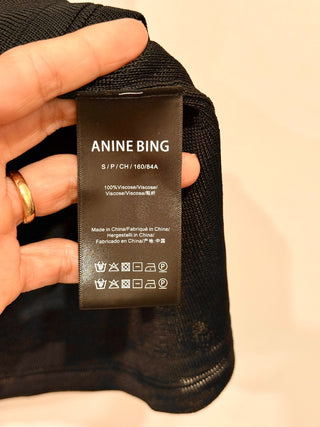 ANINE BING
S / P / CH / 160/84A
100%Viscose/Viscose/
Viscose/Viscose/粘纤
Made in China/Fabriqué in China/
Hergestellt in China/
Fabricado en China/产地: 中国